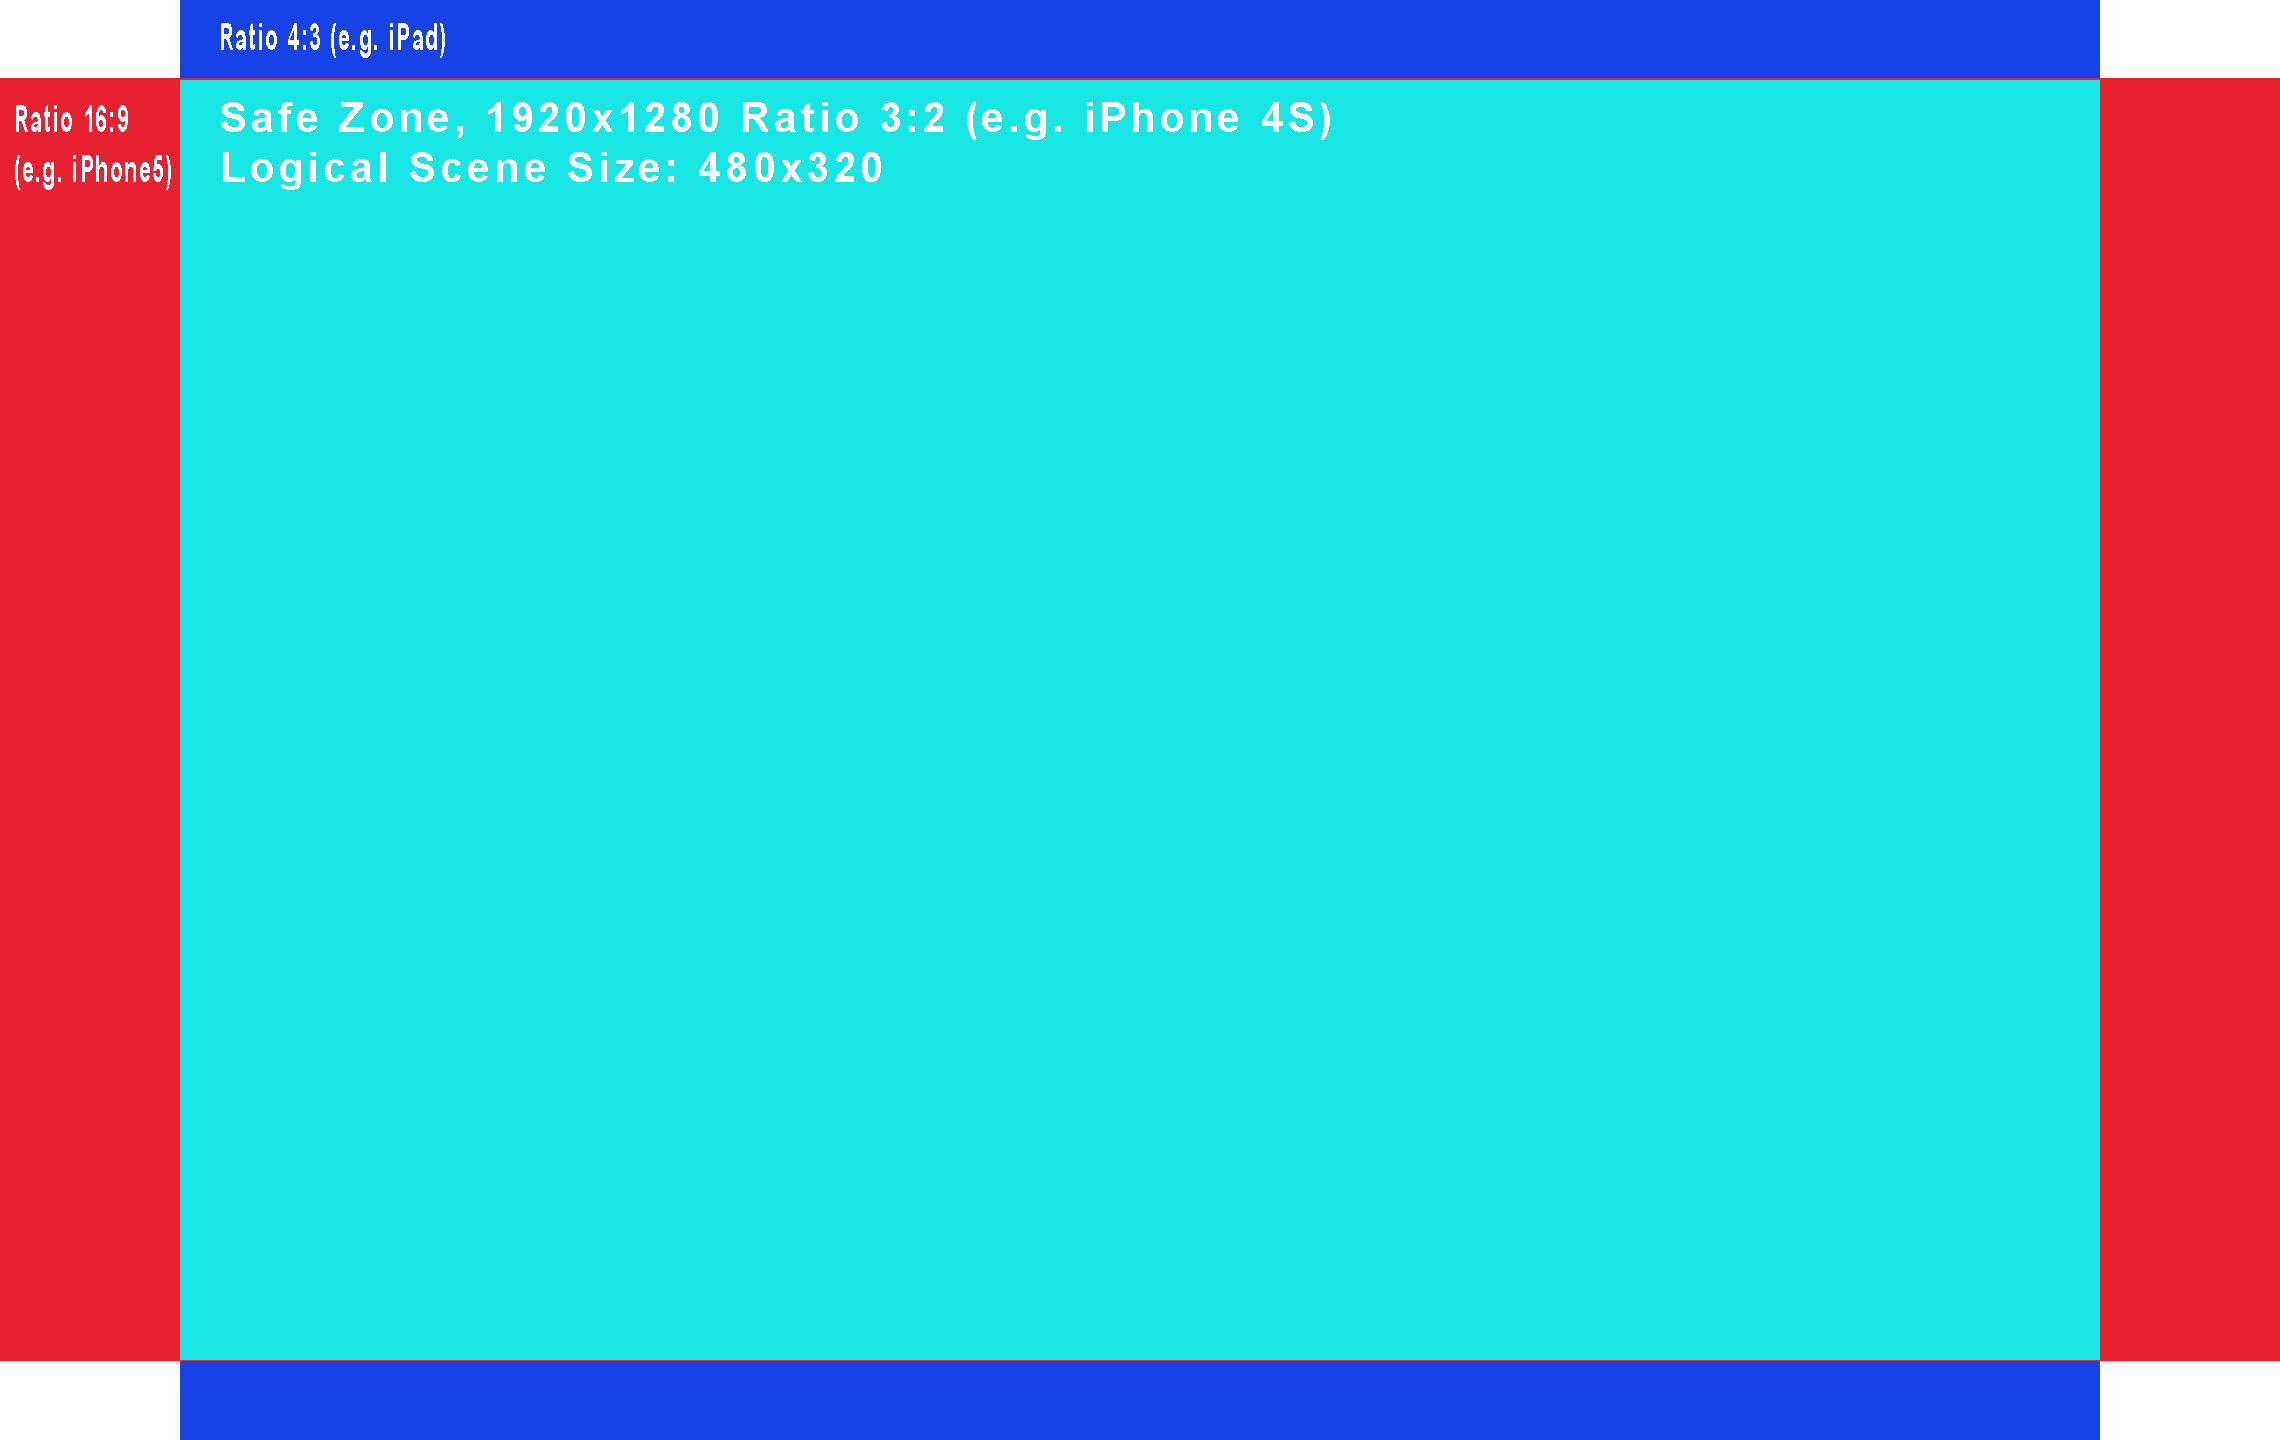 Ratio 4:3 (e.g. iPad)
Ratio 16:9
(e.g. iPhone5)
Safe Zone, 1920x1280 Ratio 3:2 (e.g. iPhone 4S)
Logical Scene Size: 480x320